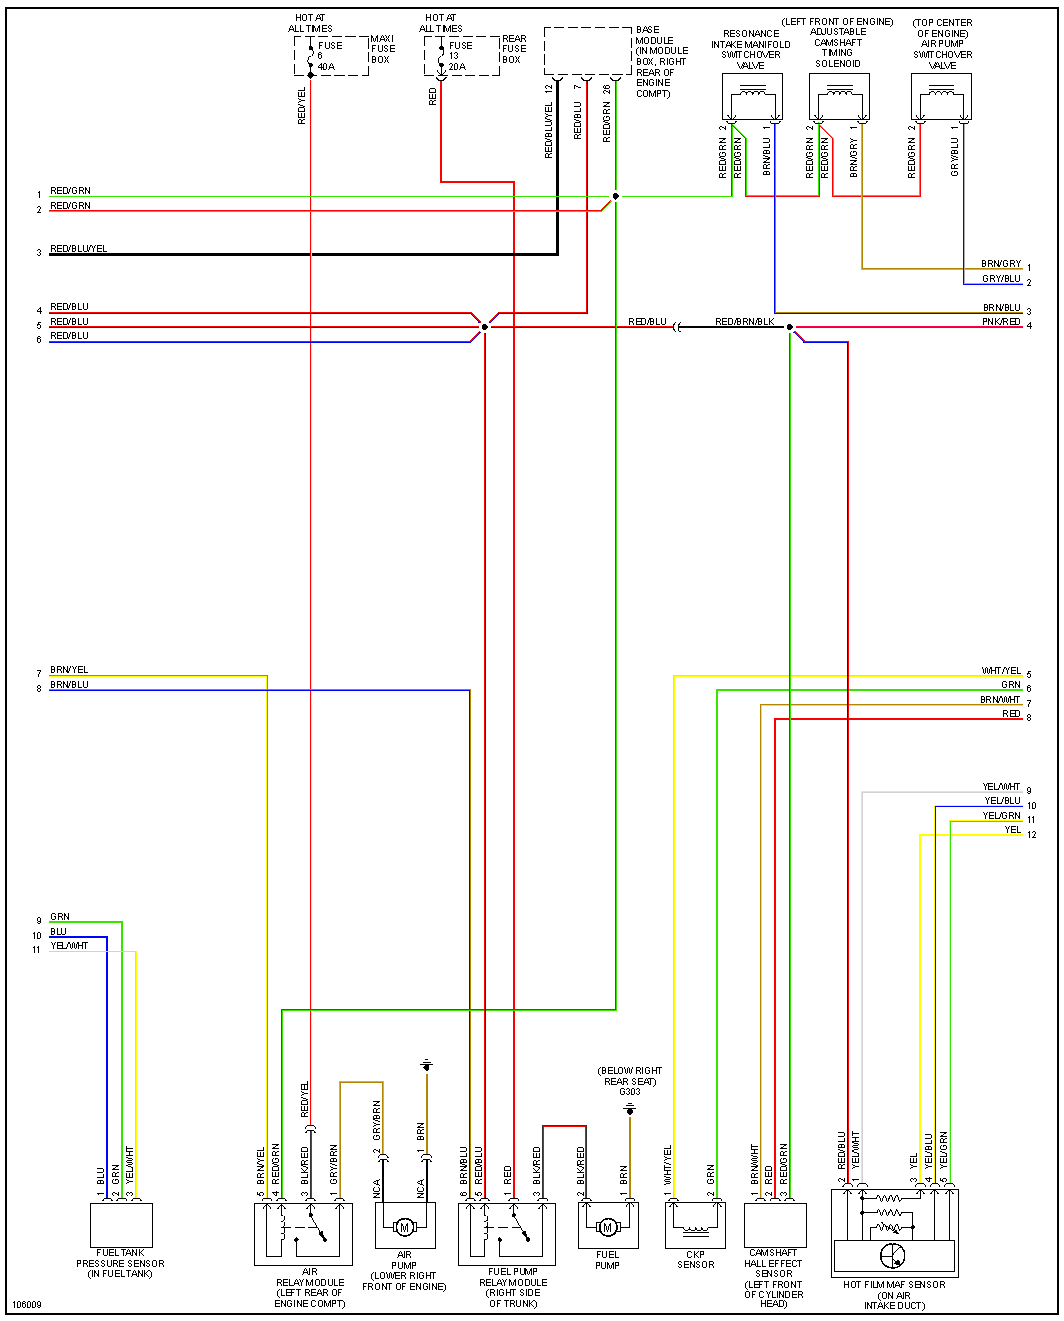 HOT AT
ALL TIMES
FUSE
6
40A
MAXI
FUSE
BOX
HOT AT
ALL TIMES
FUSE
13
20A
REAR
FUSE
BOX
BASE
MODULE
(IN MODULE
BOX, RIGHT
REAR OF
ENGINE
COMPT)
RESONANCE
INTAKE MANIFOLD
SWITCHOVER
VALVE
(LEFT FRONT OF ENGINE)
ADJUSTABLE
CAMSHAFT
TIMING
SOLENOID
(TOP CENTER
OF ENGINE)
AIR PUMP
SWITCHOVER
VALVE
RED/YEL
RED
12
RED/BLU/YEL
7
RED/BLU
26
RED/GRN
2
RED/GRN
RED/GRN
1
BRN/BLU
2
RED/GRN
RED/GRN
1
BRN/GRY
2
RED/GRN
1
GRY/BLU
1 RED/GRN
2 RED/GRN
3 RED/BLU/YEL
4 RED/BLU
5 RED/BLU
6 RED/BLU
RED/BLU
RED/BRN/BLK
BRN/GRY 1
GRY/BLU 2
BRN/BLU 3
PNK/RED 4
7 BRN/YEL
8 BRN/BLU
WHT/YEL 5
GRN 6
BRN/WHT 7
RED 8
YEL/WHT 9
YEL/BLU 10
YEL/GRN 11
YEL 12
9 GRN
10 BLU
11 YEL/WHT
1 BLU
2 GRN
3 YEL/WHT
FUEL TANK
PRESSURE SENSOR
(IN FUEL TANK)
RED/YEL
5 BRN/YEL
4 RED/GRN
3 BLK/RED
1 GRY/BRN
AIR
RELAY MODULE
(LEFT REAR OF
ENGINE COMPT)
2 GRY/BRN
1 BRN
NCA
NCA
M
AIR
PUMP
(LOWER RIGHT
FRONT OF ENGINE)
6 BRN/BLU
5 RED/BLU
1 RED
3 BLK/RED
FUEL PUMP
RELAY MODULE
(RIGHT SIDE
OF TRUNK)
(BELOW RIGHT
REAR SEAT)
G303
2 BLK/RED
1 BRN
M
FUEL
PUMP
1 WHT/YEL
2 GRN
CKP
SENSOR
1 BRN/WHT
2 RED
3 RED/GRN
CAMSHAFT
HALL EFFECT
SENSOR
(LEFT FRONT
OF CYLINDER
HEAD)
2 RED/BLU
1 YEL/WHT
3 YEL
4 YEL/BLU
5 YEL/GRN
HOT FILM MAF SENSOR
(ON AIR
INTAKE DUCT)
106009